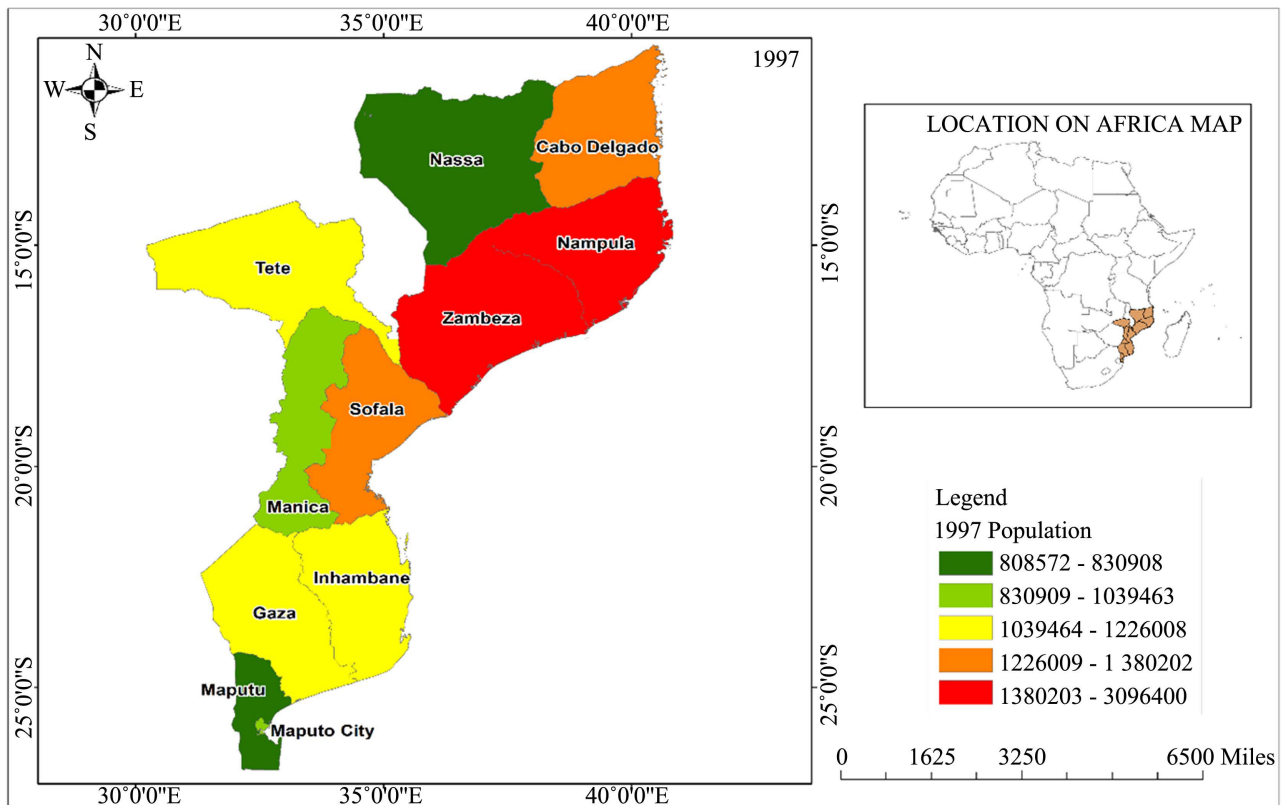 30°0'0"E 35°0'0"E 40°0'0"E
1997
N
W E
S
LOCATION ON AFRICA MAP
Cabo Delgado
Nassa
Nampula
15°0'0"S 15°0'0"S
Tete
Zambeza
Sofala
20°0'0"S 20°0'0"S
Manica
Legend
1997 Population
808572 - 830908
830909 - 1039463
1039464 - 1226008
1226009 - 1 380202
1380203 - 3096400
Inhambane
Gaza
Maputu
25°0'0"S 25°0'0"S
Maputo City
0 1625 3250 6500 Miles
30°0'0"E 35°0'0"E 40°0'0"E